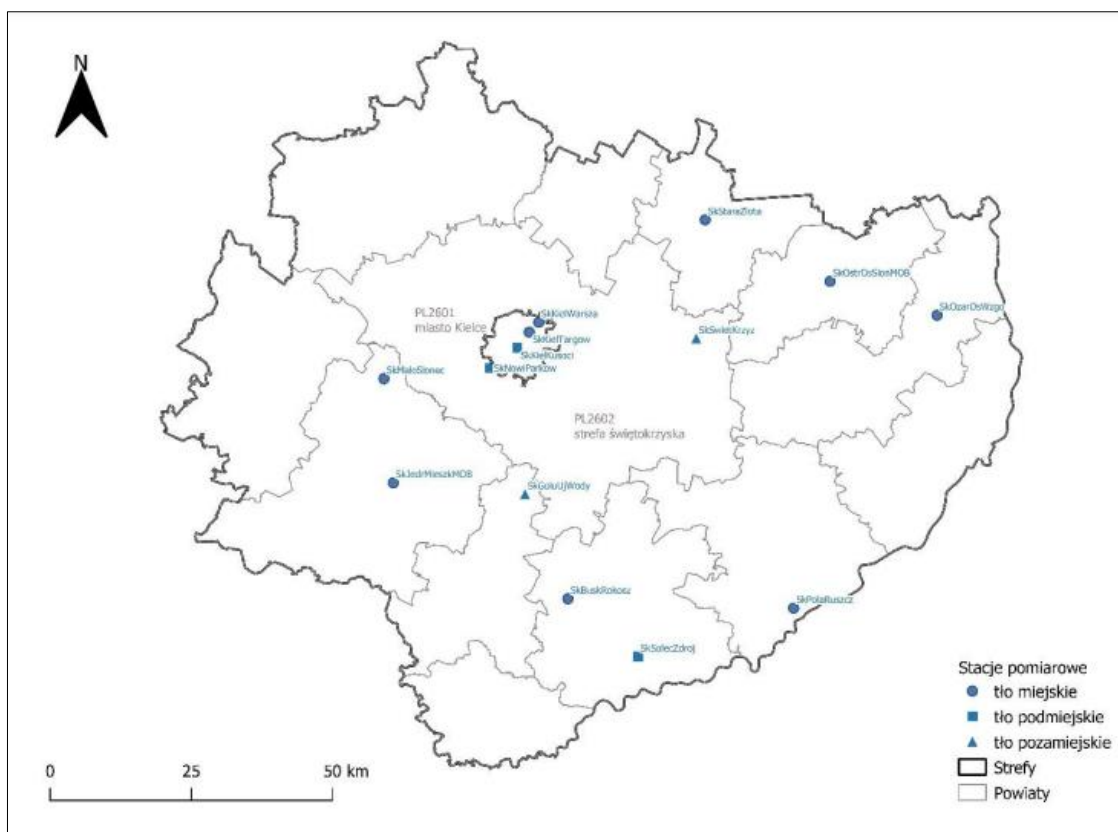 N
SkStaraZlota
SkOstrOsSlonMOB
SkOzarOsWzgo
PL2601
miasto Kielce
SkKielWarsza
SkKielTargow
SkSwietKrzyz
SkKielKusoci
SkNowiParkow
SkMaloSlonec
PL2602
strefa świętokrzyska
SkJedrMieszkMOB
SkGoluUjWody
SkBuskRokosz
SkPolaRuszcz
SkSolecZdroj
Stacje pomiarowe
tło miejskie
tło podmiejskie
tło pozamiejskie
Strefy
Powiaty
0 25 50 km